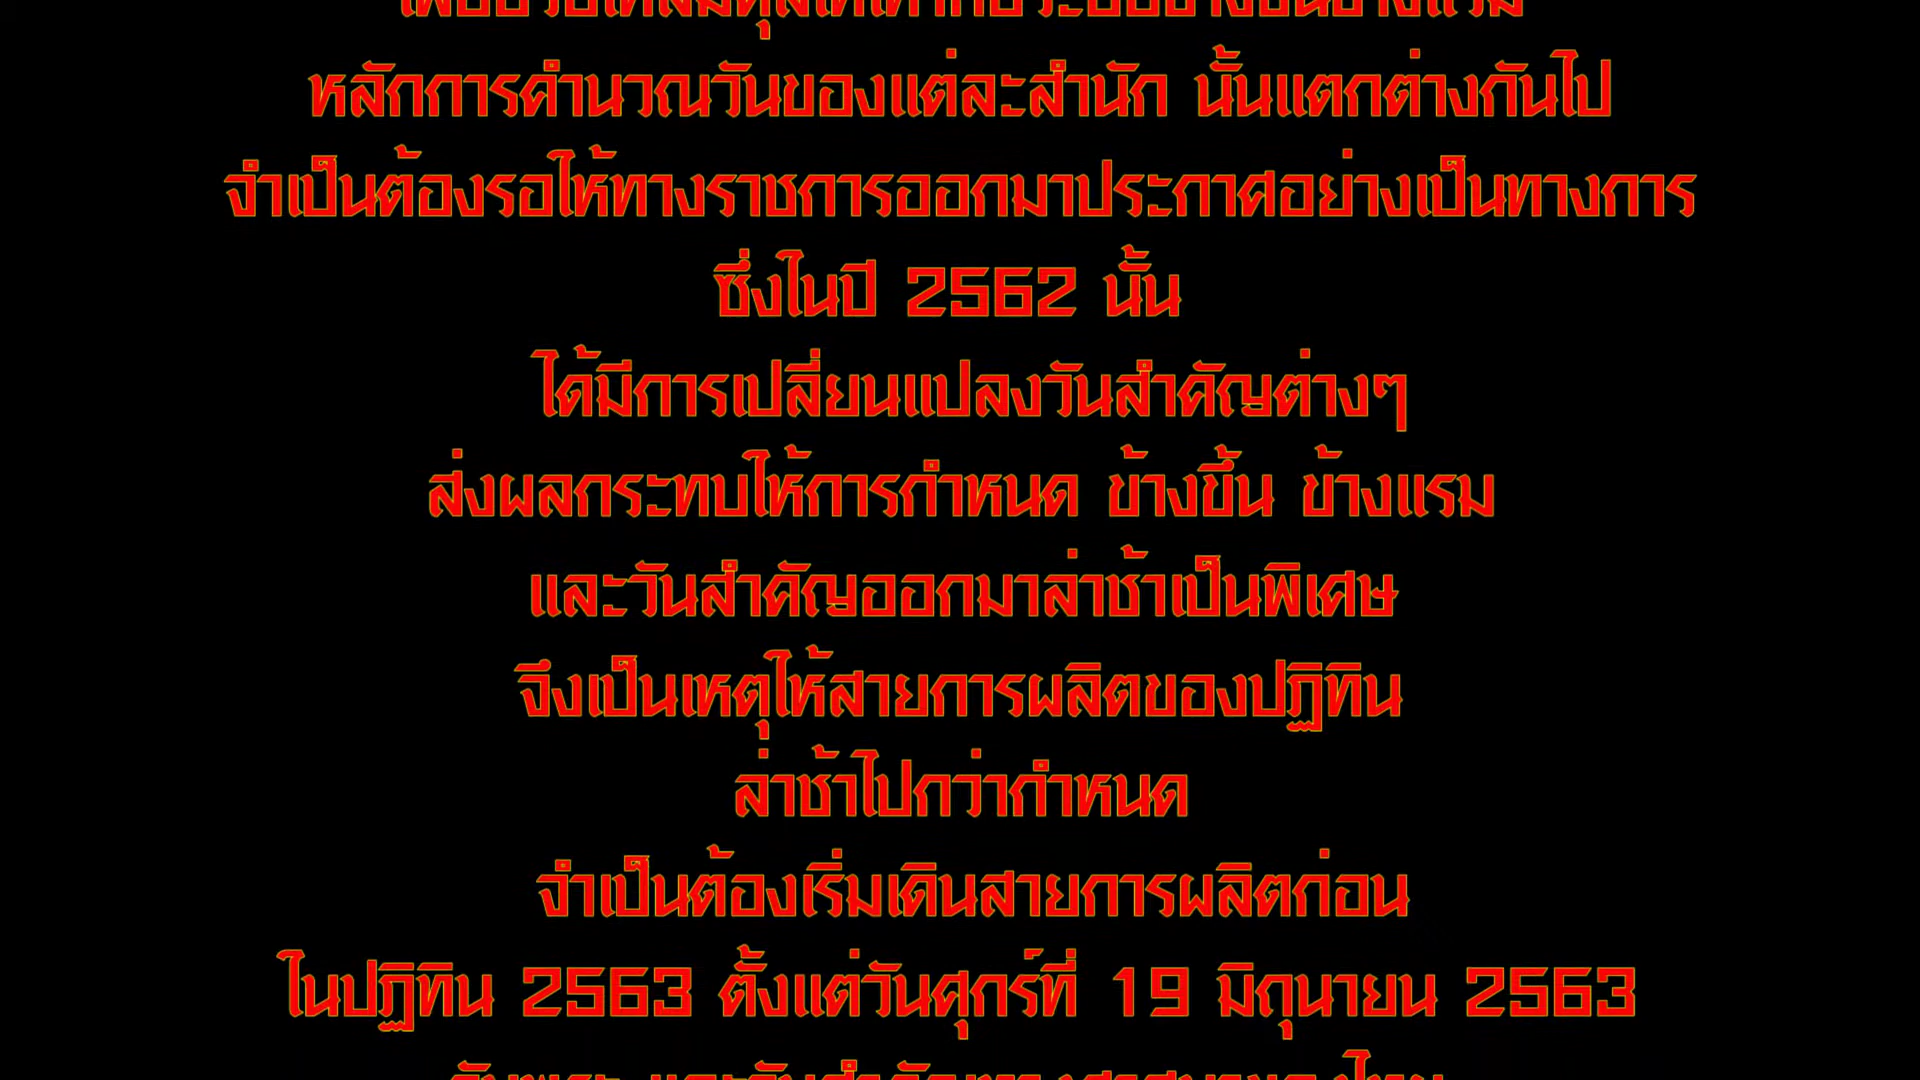 หลักการคำนวณวันของแต่ละสำนัก นั้นแตกต่างกันไป
จำเป็นต้องรอให้ทางราชการออกมาประกาศอย่างเป็นทางการ
ซึ่งในปี 2562 นั้น
ได้มีการเปลี่ยนแปลงวันสำคัญต่างๆ
ส่งผลกระทบให้การกำหนด ข้างขึ้น ข้างแรม
และวันสำคัญออกมาล่าช้าเป็นพิเศษ
จึงเป็นเหตุให้สายการผลิตของปฏิทิน
ล่าช้าไปกว่ากำหนด
จำเป็นต้องเริ่มเดินสายการผลิตก่อน
ในปฏิทิน 2563 ตั้งแต่วันศุกร์ที่ 19 มิถุนายน 2563